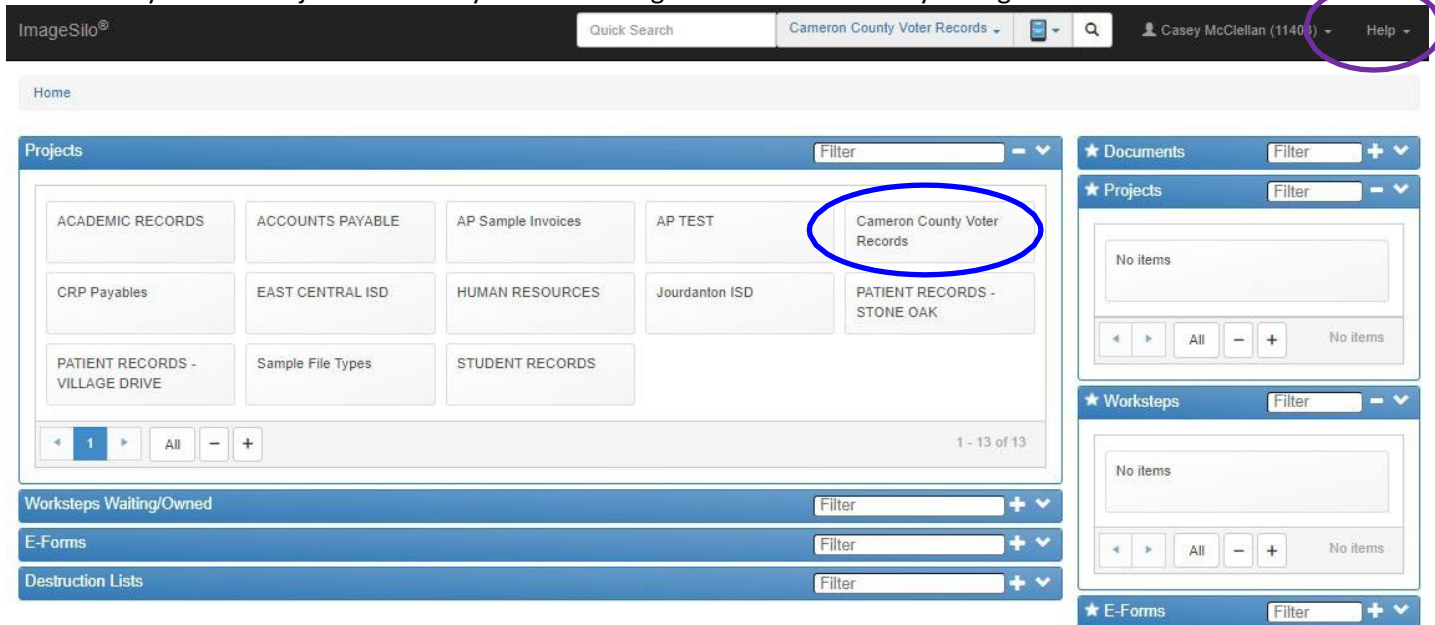 ImageSilo®
Quick Search
Cameron County Voter Records
Casey McClellan (11403)
Help
Home
Projects
Filter
ACADEMIC RECORDS
ACCOUNTS PAYABLE
AP Sample Invoices
AP TEST
Cameron County Voter
Records
CRP Payables
EAST CENTRAL ISD
HUMAN RESOURCES
Jourdanton ISD
PATIENT RECORDS -
STONE OAK
PATIENT RECORDS -
VILLAGE DRIVE
Sample File Types
STUDENT RECORDS
1
All
1 - 13 of 13
Worksteps Waiting/Owned
Filter
E-Forms
Filter
Destruction Lists
Filter
Documents
Filter
Projects
Filter
No items
All
No items
Worksteps
Filter
No items
All
No items
E-Forms
Filter